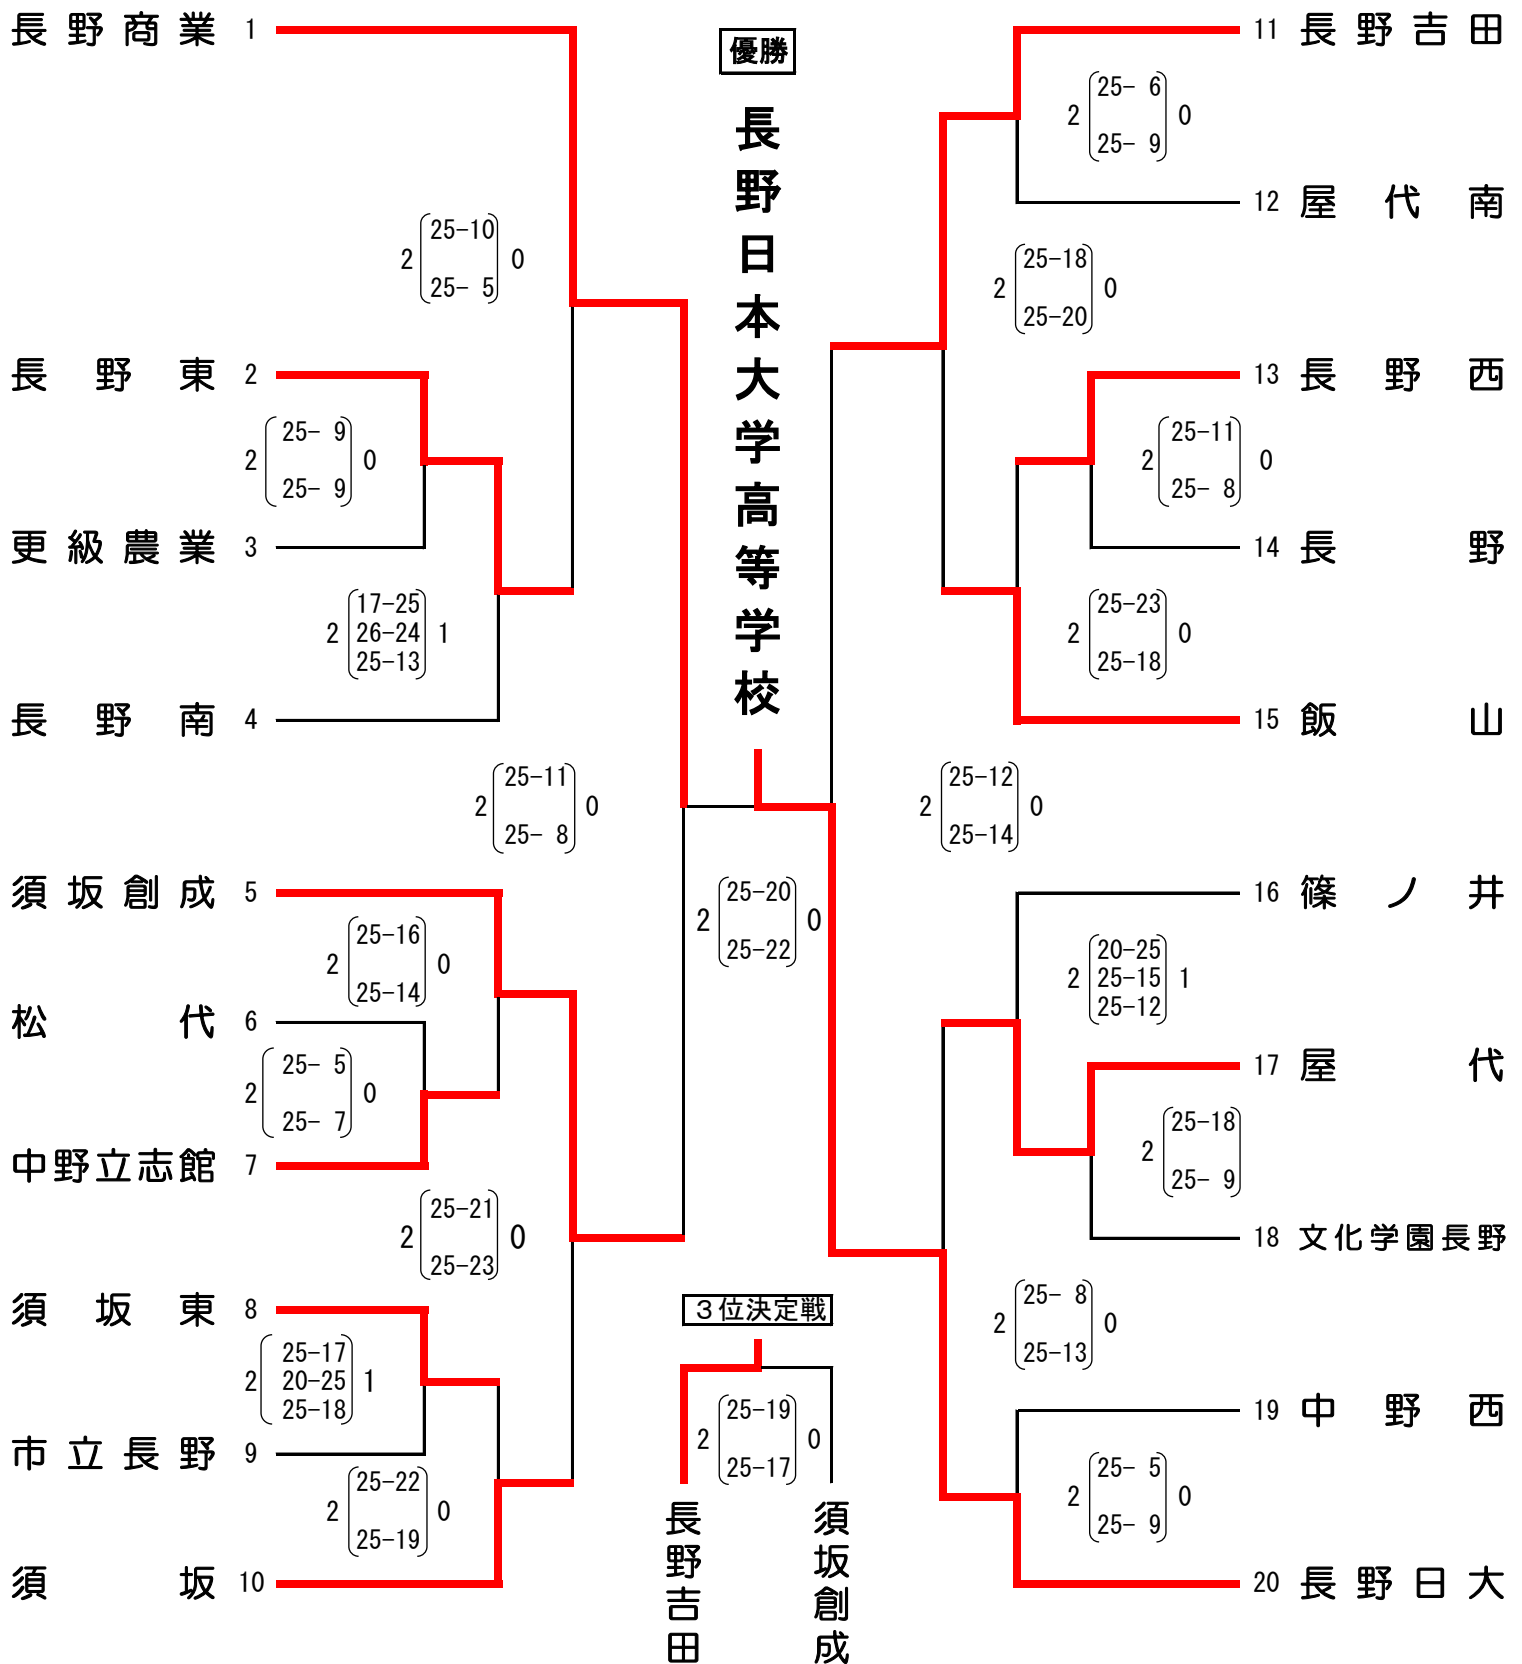 優勝
長野日本大学高等学校
長野商業 1
2 25-10 0
25- 5
長野東 2
2 25- 9 0
25- 9
更級農業 3
17-25
2 26-24 1
25-13
長野南 4
2 25-11 0
25- 8
須坂創成 5
2 25-16 0
25-14
松代 6
2 25- 5 0
25- 7
中野立志館 7
2 25-21 0
25-23
須坂東 8
25-17
2 20-25 1
25-18
市立長野 9
2 25-22 0
25-19
須坂 10
2 25-20 0
25-22
3位決定戦
2 25-19 0
25-17
長野吉田
須坂創成
11 長野吉田
2 25- 6 0
25- 9
12 屋代南
2 25-18 0
25-20
13 長野西
2 25-11 0
25- 8
14 長野
2 25-23 0
25-18
15 飯山
2 25-12 0
25-14
16 篠ノ井
20-25
2 25-15 1
25-12
17 屋代
2 25-18 0
25- 9
18 文化学園長野
2 25- 8 0
25-13
19 中野西
2 25- 5 0
25- 9
20 長野日大